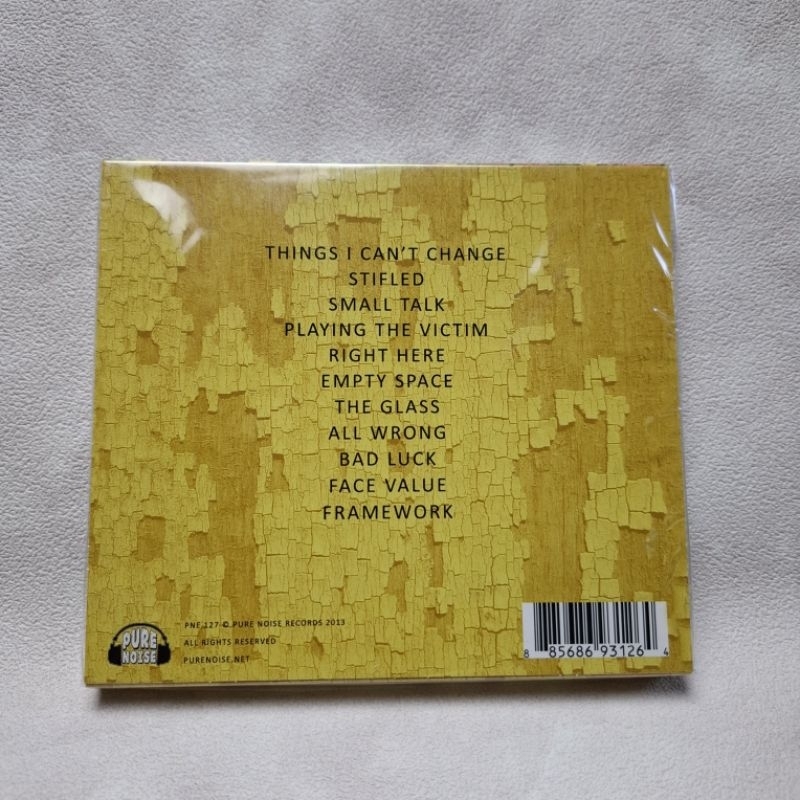 THINGS I CAN'T CHANGE
STIFLED
SMALL TALK
PLAYING THE VICTIM
RIGHT HERE
EMPTY SPACE
THE GLASS
ALL WRONG
BAD LUCK
FACE VALUE
FRAMEWORK
PURE
NOISE
PNE 127 © PURE NOISE RECORDS 2013
ALL RIGHTS RESERVED
PURENOISE.NET
8 85686 93126 4